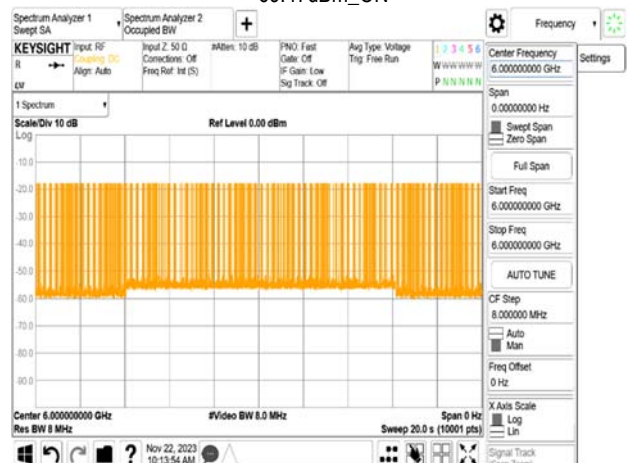 Spectrum Analyzer 1
Swept SA
Spectrum Analyzer 2
Occupied BW
+
Frequency
KEYSIGHT
R
Input: RF
Coupling: DC
Align: Auto
Input Z: 50 Ω
Corrections: Off
Freq Ref: Int (S)
#Atten: 10 dB
PNO: Fast
Gate: Off
IF Gain: Low
Sig Track: Off
Avg Type: Voltage
Trig: Free Run
1 2 3 4 5 6
W W W W W W
P N N N N N
1 Spectrum
Scale/Div 10 dB
Ref Level 0.00 dBm
Log
-10.0
-20.0
-30.0
-40.0
-50.0
-60.0
-70.0
-80.0
-90.0
Center 6.000000000 GHz
Res BW 8 MHz
#Video BW 8.0 MHz
Span 0 Hz
Sweep 20.0 s (10001 pts)
?
Nov 22, 2023
10:13:54 AM
Settings
Center Frequency
6.000000000 GHz
Span
0.00000000 Hz
Swept Span
Zero Span
Full Span
Start Freq
6.000000000 GHz
Stop Freq
6.000000000 GHz
AUTO TUNE
CF Step
8.000000 MHz
Auto
Man
Freq Offset
0 Hz
X Axis Scale
Log
Lin
Signal Track